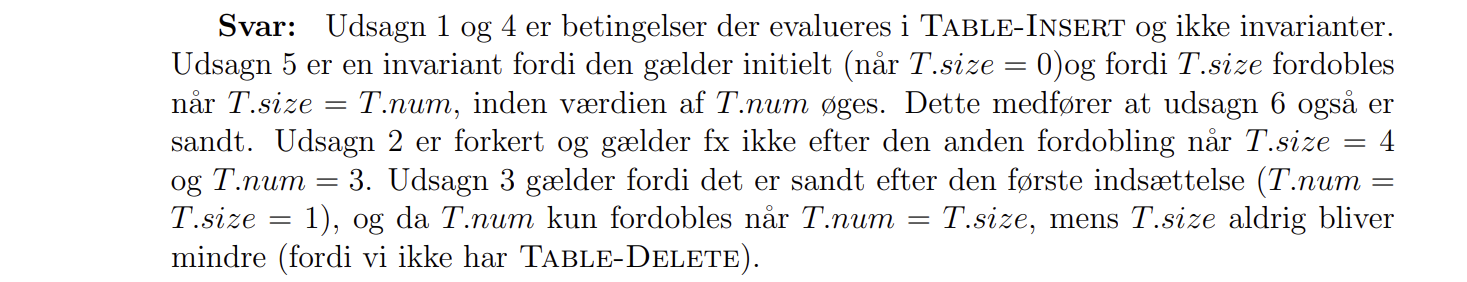 Svar: Udsagn 1 og 4 er betingelser der evalueres i TABLE-INSERT og ikke invarianter.
Udsagn 5 er en invariant fordi den gælder initielt (når T.size = 0)og fordi T.size fordobles
når T.size = T.num, inden værdien af T.num øges. Dette medfører at udsagn 6 også er
sandt. Udsagn 2 er forkert og gælder fx ikke efter den anden fordobling når T.size = 4
og T.num = 3. Udsagn 3 gælder fordi det er sandt efter den første indsættelse (T.num =
T.size = 1), og da T.num kun fordobles når T.num = T.size, mens T.size aldrig bliver
mindre (fordi vi ikke har TABLE-DELETE).